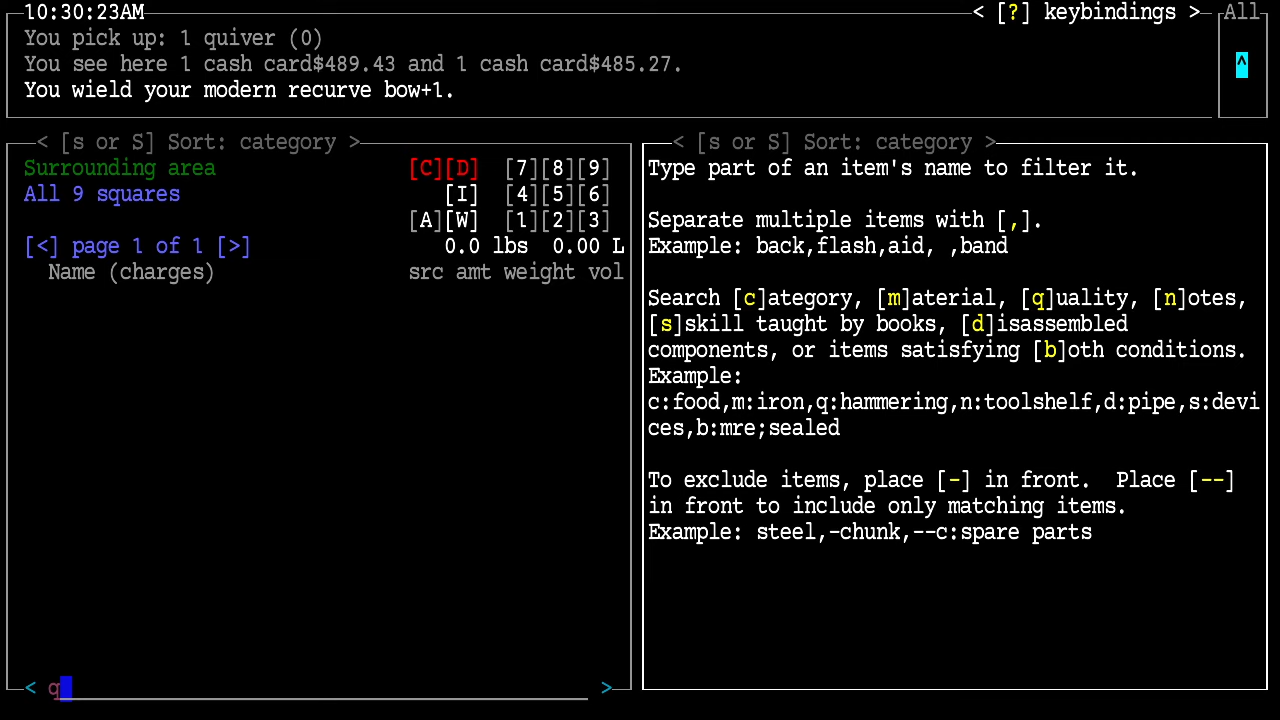 10:30:23AM < [?] keybindings > All
You pick up: 1 quiver (0)
You see here 1 cash card$489.43 and 1 cash card$485.27. ^
You wield your modern recurve bow+1.
< [s or S] Sort: category >
Surrounding area [C][D] [7][8][9]
All 9 squares [I] [4][5][6]
[A][W] [1][2][3]
[<] page 1 of 1 [>] 0.0 lbs 0.00 L
Name (charges) src amt weight vol
< q >
< [s or S] Sort: category >
Type part of an item's name to filter it.
Separate multiple items with [,].
Example: back,flash,aid, ,band
Search [c]ategory, [m]aterial, [q]uality, [n]otes,
[s]skill taught by books, [d]isassembled
components, or items satisfying [b]oth conditions.
Example:
c:food,m:iron,q:hammering,n:toolshelf,d:pipe,s:devi
ces,b:mre;sealed
To exclude items, place [-] in front. Place [--]
in front to include only matching items.
Example: steel,-chunk,--c:spare parts